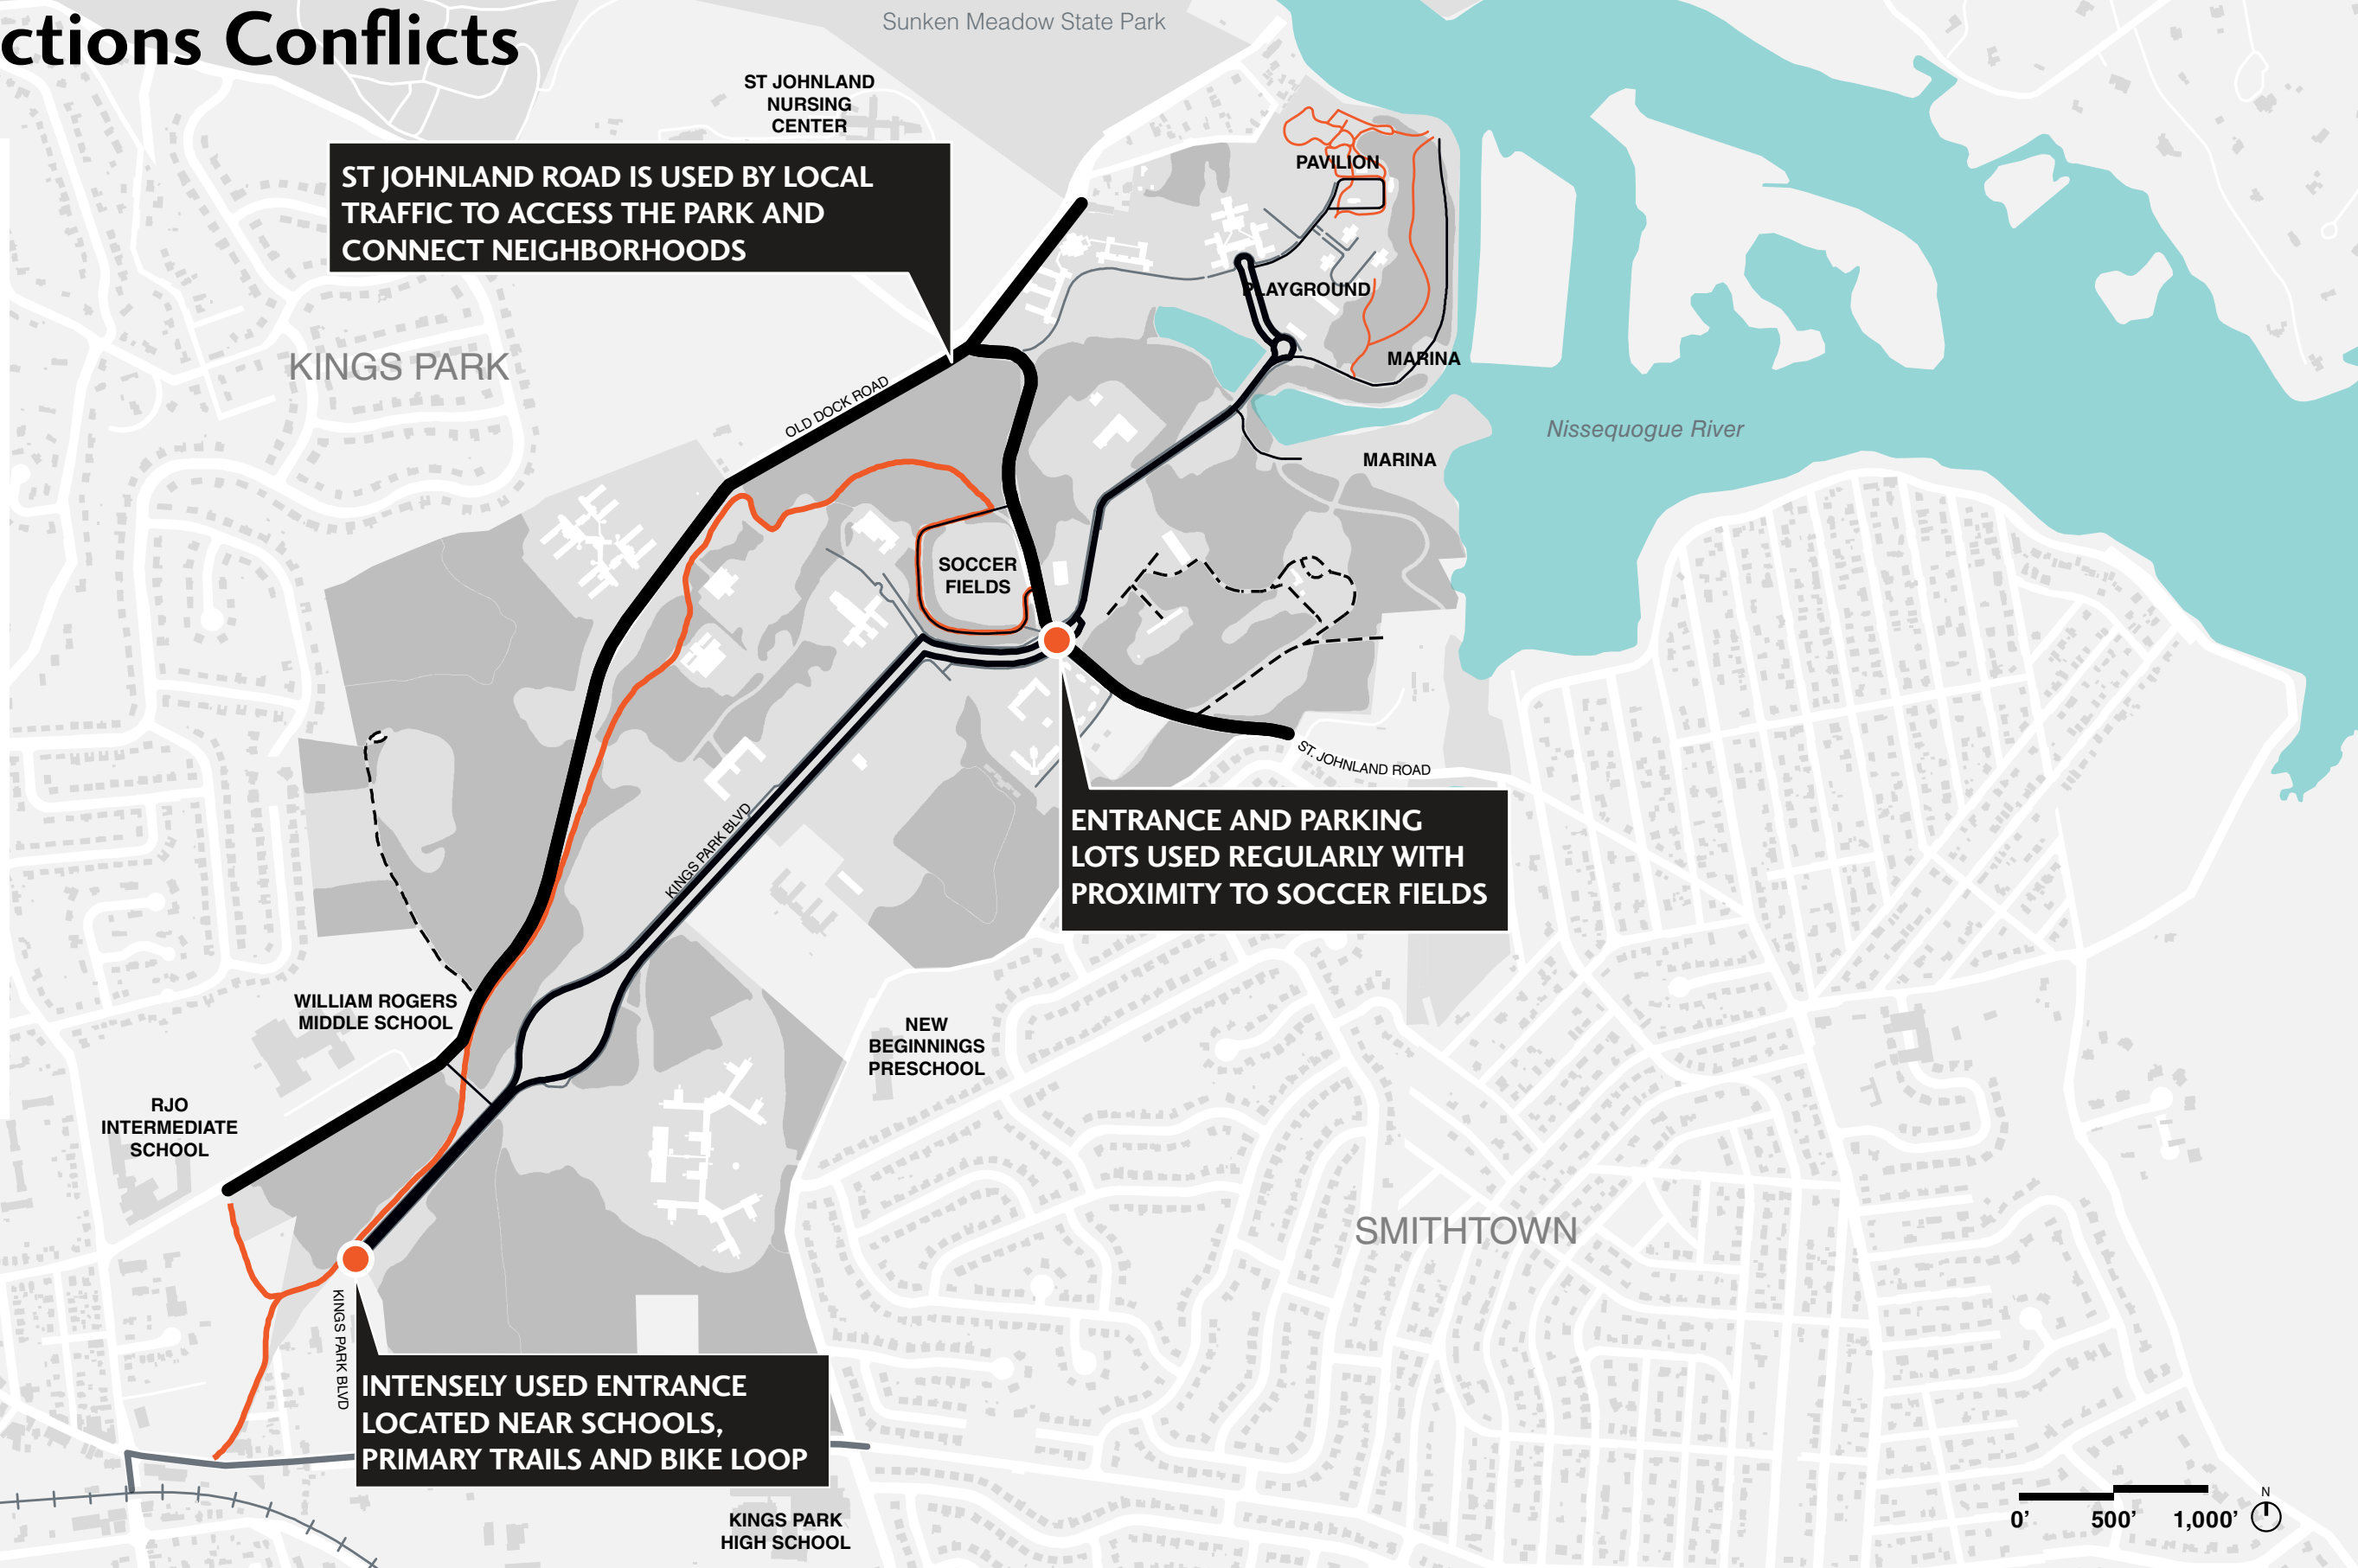 ctions Conflicts
Sunken Meadow State Park
ST JOHNLAND
NURSING
CENTER
ST JOHNLAND ROAD IS USED BY LOCAL
TRAFFIC TO ACCESS THE PARK AND
CONNECT NEIGHBORHOODS
PAVILION
PLAYGROUND
MARINA
KINGS PARK
OLD DOCK ROAD
Nissequogue River
MARINA
SOCCER
FIELDS
ST. JOHNLAND ROAD
KINGS PARK BLVD
ENTRANCE AND PARKING
LOTS USED REGULARLY WITH
PROXIMITY TO SOCCER FIELDS
WILLIAM ROGERS
MIDDLE SCHOOL
NEW
BEGINNINGS
PRESCHOOL
RJO
INTERMEDIATE
SCHOOL
SMITHTOWN
KINGS PARK BLVD
INTENSELY USED ENTRANCE
LOCATED NEAR SCHOOLS,
PRIMARY TRAILS AND BIKE LOOP
KINGS PARK
HIGH SCHOOL
N
0’ 500’ 1,000’